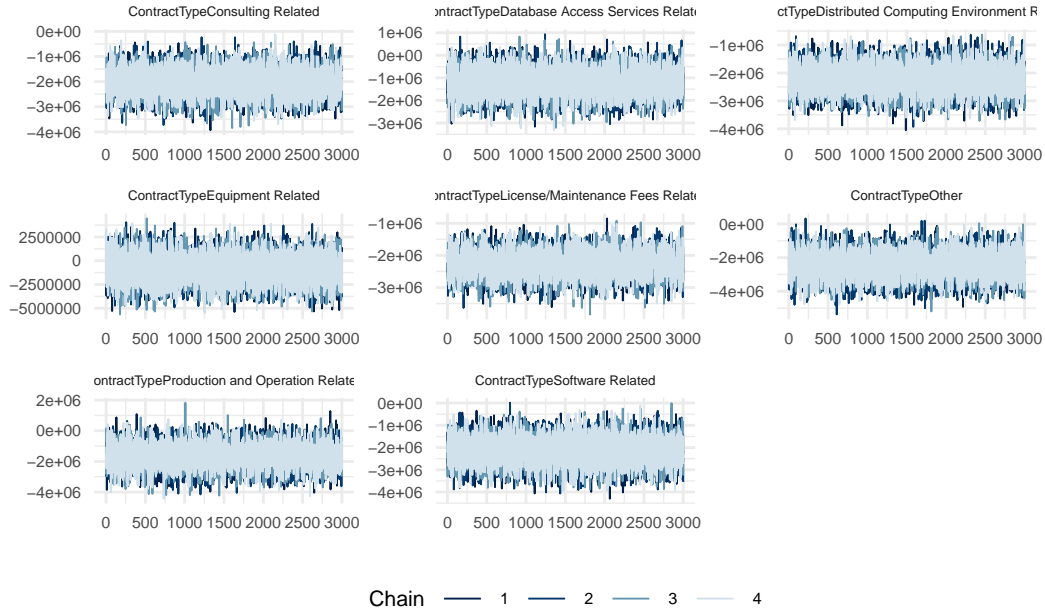 ContractTypeConsulting Related
ontractTypeDatabase Access Services Relate
ctTypeDistributed Computing Environment R
0e+00
−1e+06
−2e+06
−3e+06
−4e+06
0 500 1000 1500 2000 2500 3000
1e+06
0e+00
−1e+06
−2e+06
−3e+06
0 500 1000 1500 2000 2500 3000
−1e+06
−2e+06
−3e+06
−4e+06
0 500 1000 1500 2000 2500 3000
ContractTypeEquipment Related
ontractTypeLicense/Maintenance Fees Relate
ContractTypeOther
2500000
0
−2500000
−5000000
0 500 1000 1500 2000 2500 3000
−1e+06
−2e+06
−3e+06
0 500 1000 1500 2000 2500 3000
0e+00
−2e+06
−4e+06
0 500 1000 1500 2000 2500 3000
ontractTypeProduction and Operation Relate
ContractTypeSoftware Related
2e+06
0e+00
−2e+06
−4e+06
0 500 1000 1500 2000 2500 3000
0e+00
−1e+06
−2e+06
−3e+06
−4e+06
0 500 1000 1500 2000 2500 3000
Chain 1 2 3 4